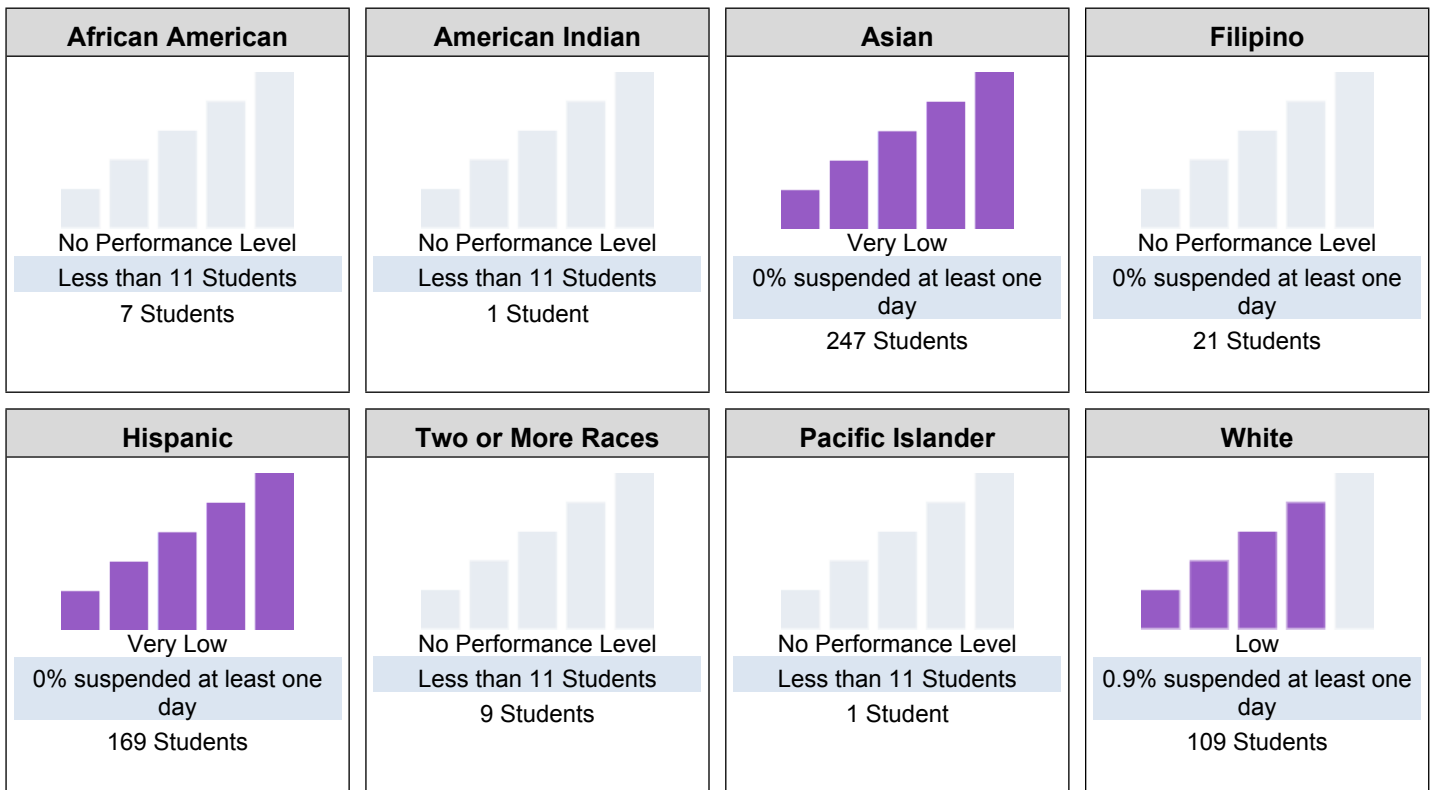 African American
No Performance Level
Less than 11 Students
7 Students
American Indian
No Performance Level
Less than 11 Students
1 Student
Asian
Very Low
0% suspended at least one
day
247 Students
Filipino
No Performance Level
0% suspended at least one
day
21 Students
Hispanic
Very Low
0% suspended at least one
day
169 Students
Two or More Races
No Performance Level
Less than 11 Students
9 Students
Pacific Islander
No Performance Level
Less than 11 Students
1 Student
White
Low
0.9% suspended at least one
day
109 Students